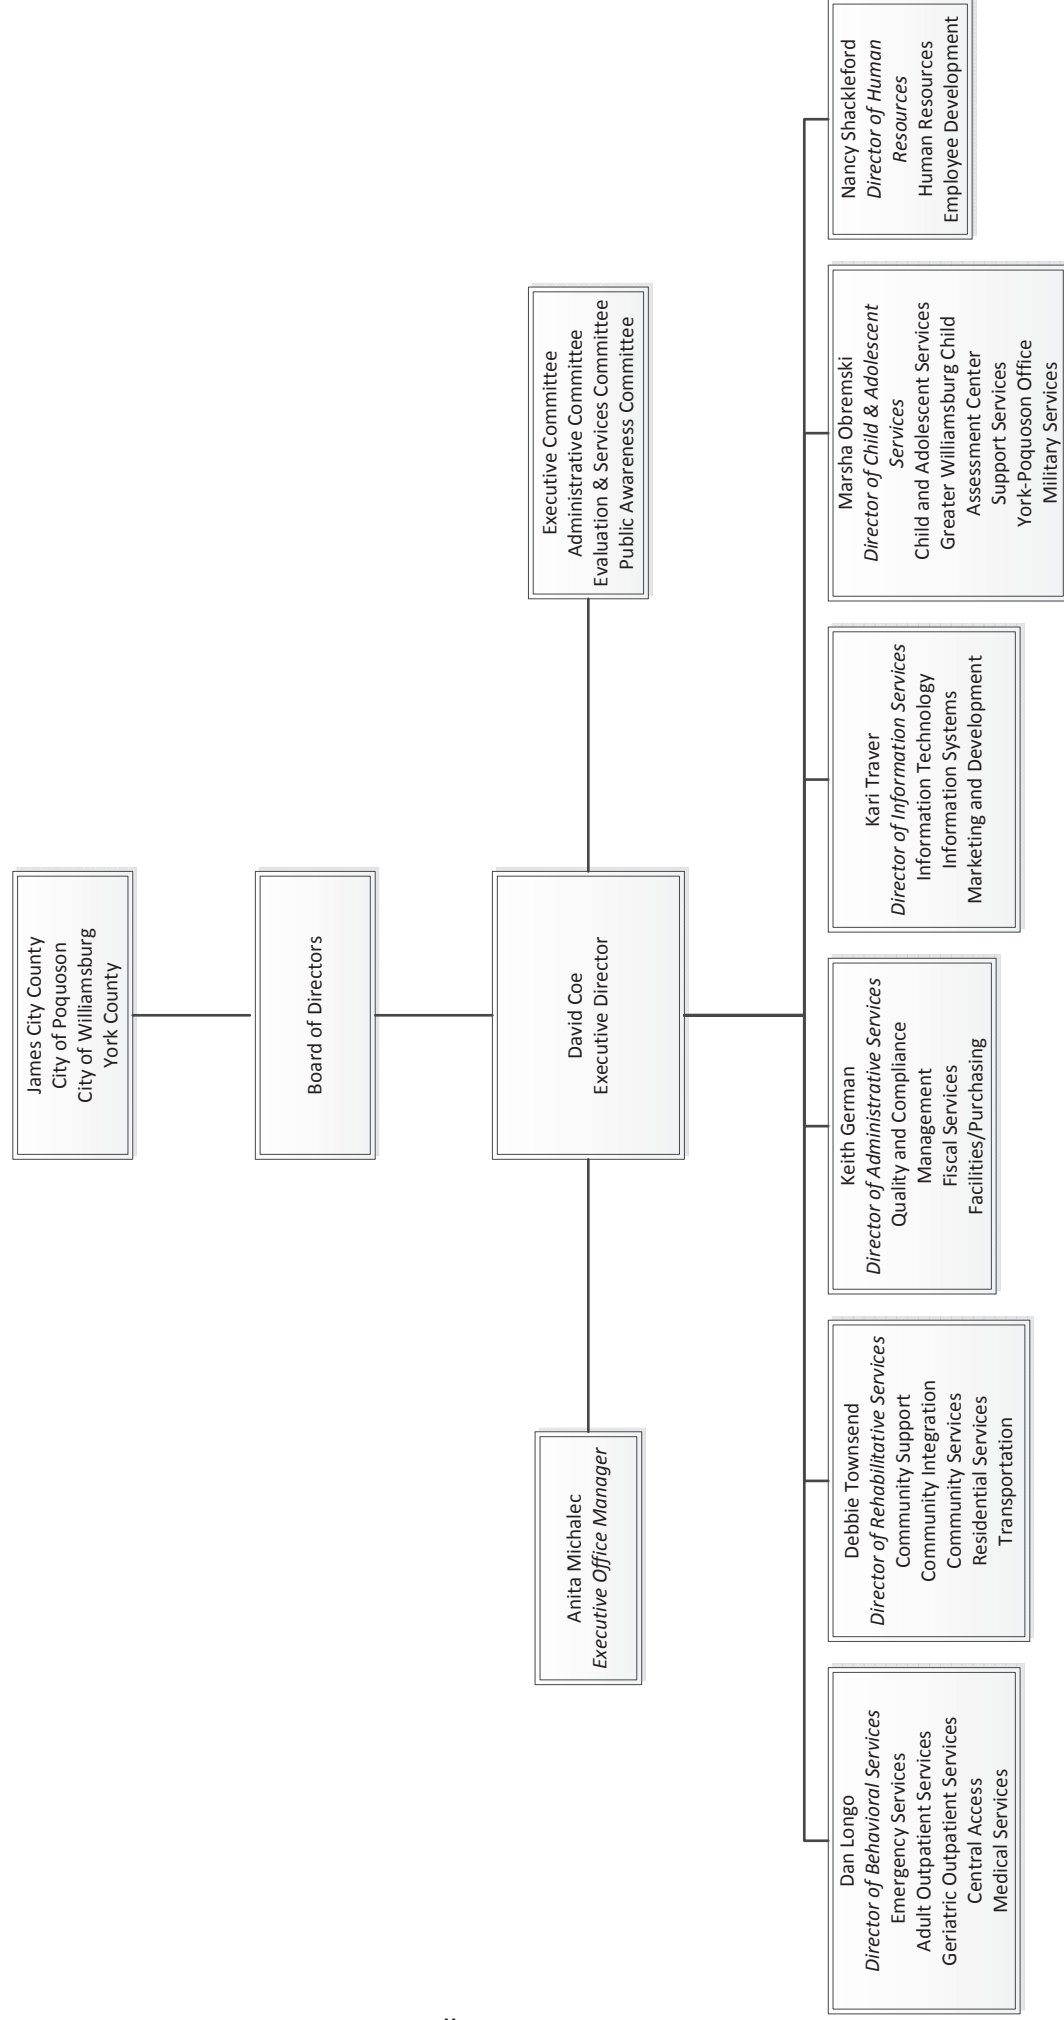 James City County
City of Poquoson
City of Williamsburg
York County
Board of Directors
David Coe
Executive Director
Anita Michalec
Executive Office Manager
Executive Committee
Administrative Committee
Evaluation & Services Committee
Public Awareness Committee
Dan Longo
Director of Behavioral Services
Emergency Services
Adult Outpatient Services
Geriatric Outpatient Services
Central Access
Medical Services
Debbie Townsend
Director of Rehabilitative Services
Community Support
Community Integration
Community Services
Residential Services
Transportation
Keith German
Director of Administrative Services
Quality and Compliance
Management
Fiscal Services
Facilities/Purchasing
Kari Traver
Director of Information Services
Information Technology
Information Systems
Marketing and Development
Marsha Obremski
Director of Child & Adolescent
Services
Child and Adolescent Services
Greater Williamsburg Child
Assessment Center
Support Services
York-Poquoson Office
Military Services
Nancy Shackleford
Director of Human
Resources
Human Resources
Employee Development